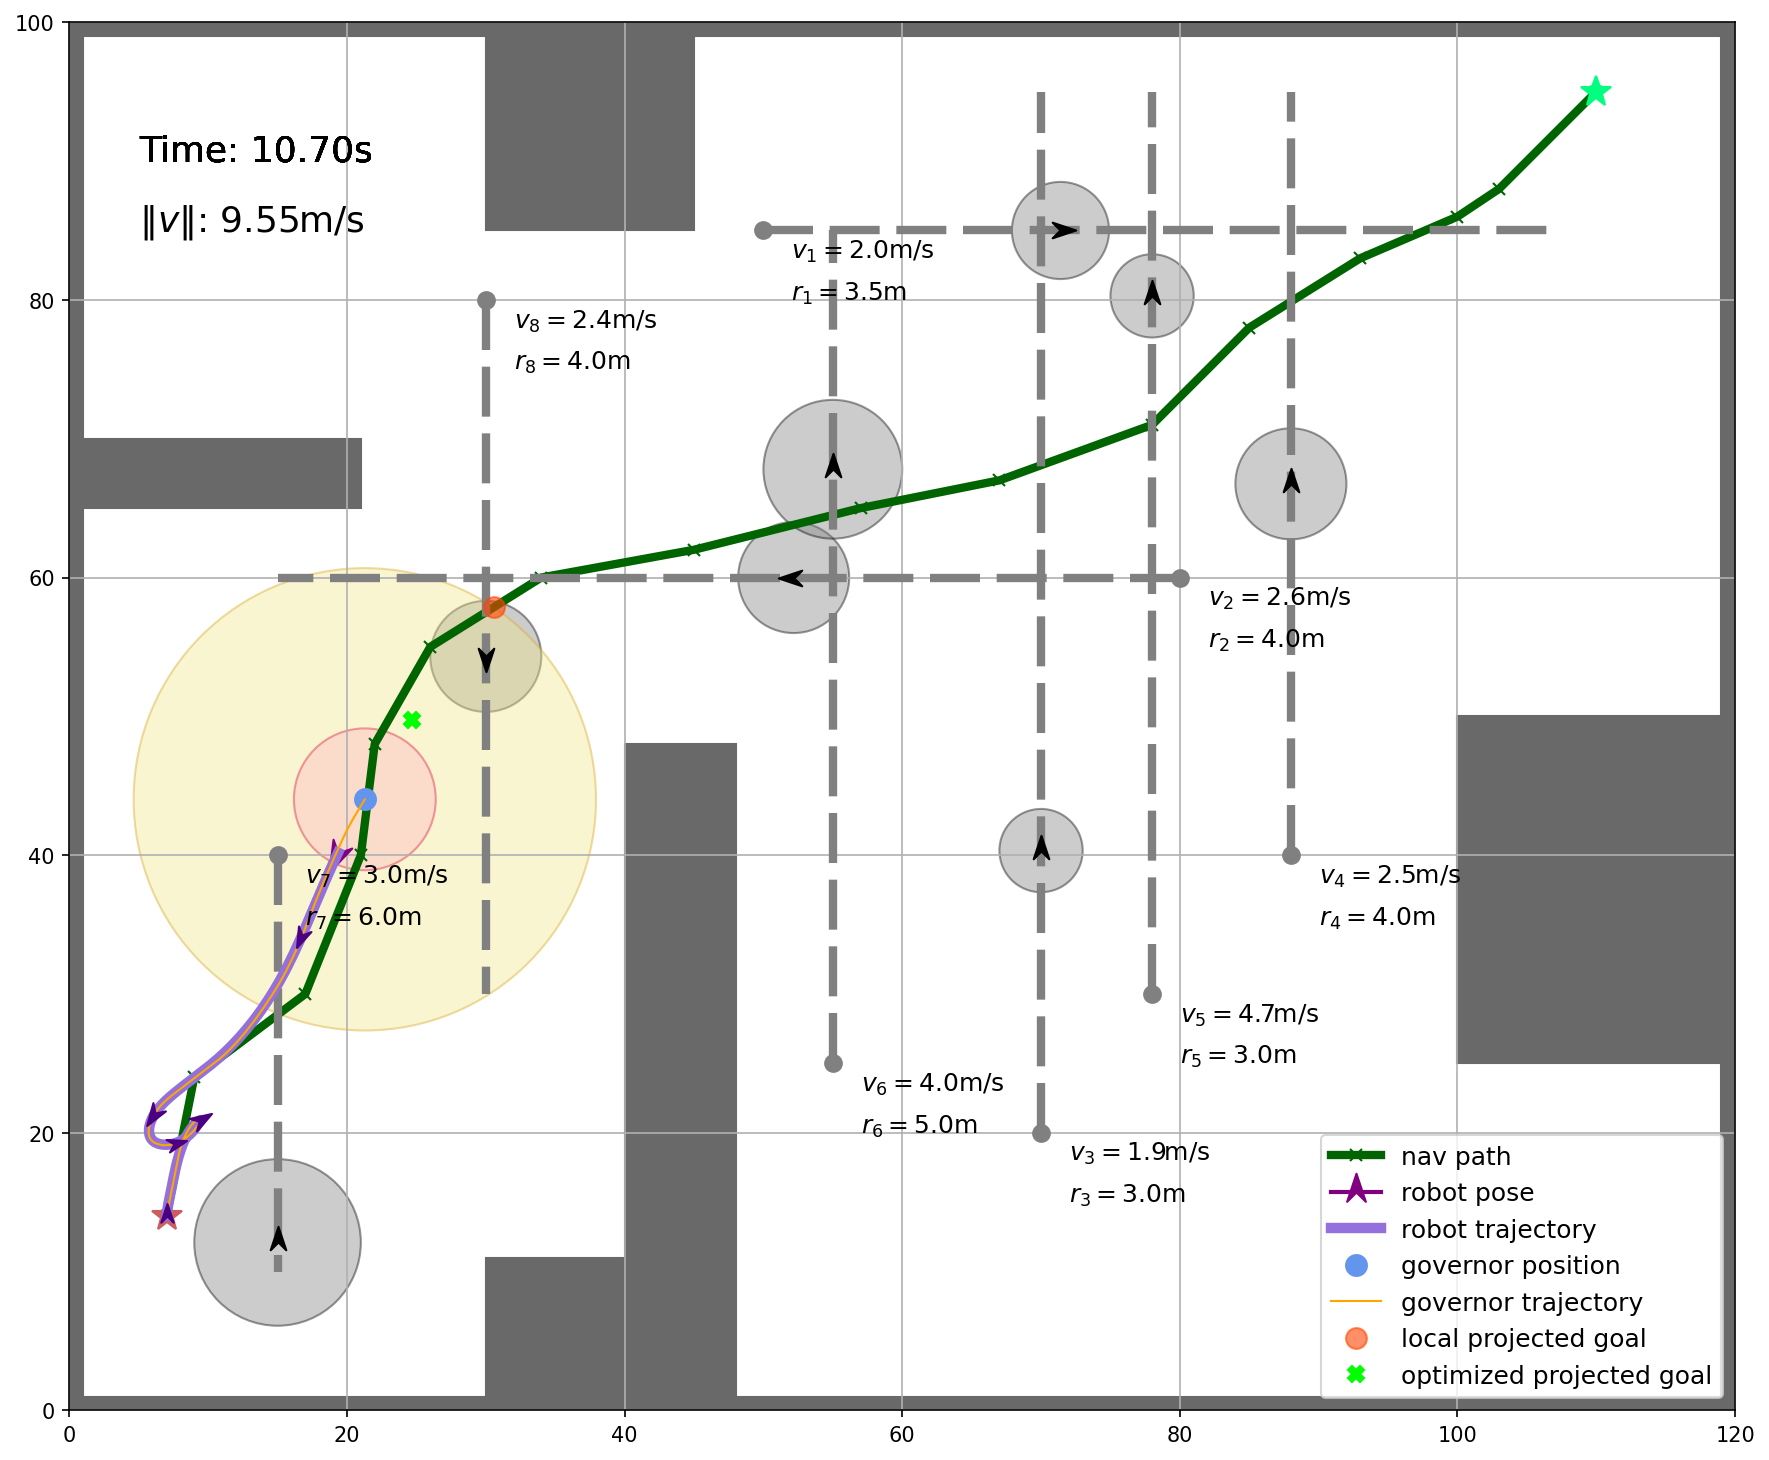 100
80
60
40
20
0
0
20
40
60
80
100
120
Time: 10.70s
‖v‖: 9.55m/s
v₁ = 2.0m/s
r₁ = 3.5m
v₈ = 2.4m/s
r₈ = 4.0m
v₂ = 2.6m/s
r₂ = 4.0m
v₇ = 3.0m/s
r₇ = 6.0m
v₄ = 2.5m/s
r₄ = 4.0m
v₅ = 4.7m/s
r₅ = 3.0m
v₆ = 4.0m/s
r₆ = 5.0m
v₃ = 1.9m/s
r₃ = 3.0m
nav path
robot pose
robot trajectory
governor position
governor trajectory
local projected goal
optimized projected goal